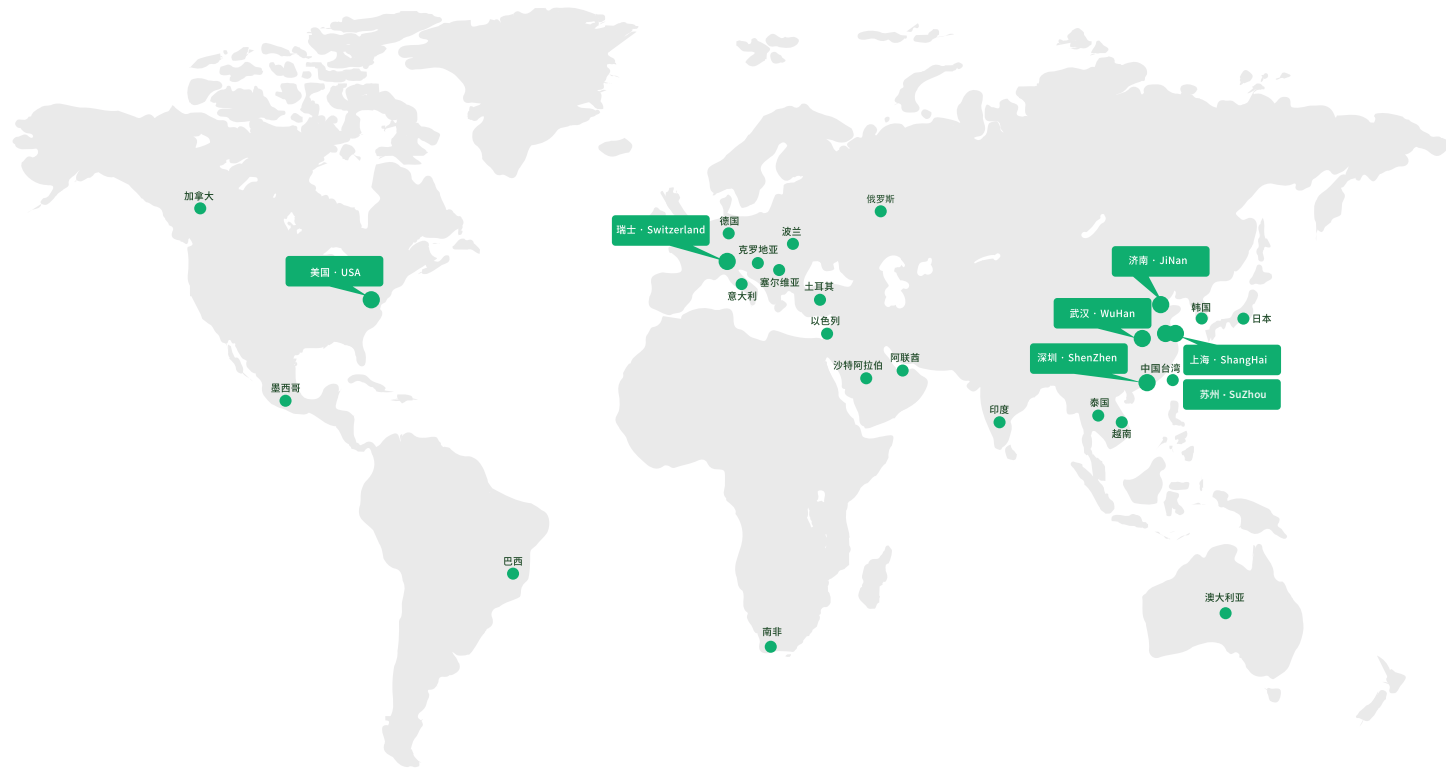 加拿大
俄罗斯
瑞士 · Switzerland
德国
波兰
克罗地亚
济南 · JiNan
美国 · USA
塞尔维亚
土耳其
意大利
韩国
武汉 · WuHan
日本
以色列
深圳 · ShenZhen
上海 · ShangHai
沙特阿拉伯
阿联酋
中国台湾
墨西哥
苏州 · SuZhou
泰国
印度
越南
巴西
澳大利亚
南非